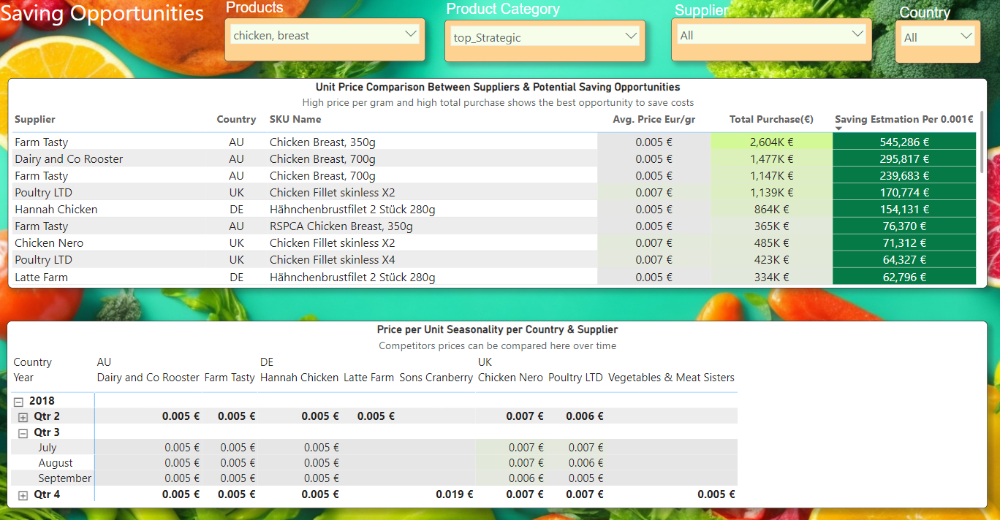 Saving Opportunities
Products
Product Category
Supplier
Country
chicken, breast
top_Strategic
All
All
Unit Price Comparison Between Suppliers & Potential Saving Opportunities
High price per gram and high total purchase shows the best opportunity to save costs
Supplier Country SKU Name Avg. Price Eur/gr Total Purchase(€) Saving Estmation Per 0.001€
Farm Tasty AU Chicken Breast, 350g 0.005 € 2,604K € 545,286 €
Dairy and Co Rooster AU Chicken Breast, 700g 0.005 € 1,477K € 295,817 €
Farm Tasty AU Chicken Breast, 700g 0.005 € 1,147K € 239,683 €
Poultry LTD UK Chicken Fillet skinless X2 0.007 € 1,139K € 170,774 €
Hannah Chicken DE Hähnchenbrustfilet 2 Stück 280g 0.005 € 864K € 154,131 €
Farm Tasty AU RSPCA Chicken Breast, 350g 0.005 € 365K € 76,370 €
Chicken Nero UK Chicken Fillet skinless X2 0.007 € 485K € 71,312 €
Poultry LTD UK Chicken Fillet skinless X4 0.007 € 423K € 64,327 €
Latte Farm DE Hähnchenbrustfilet 2 Stück 280g 0.005 € 334K € 62,796 €
Price per Unit Seasonality per Country & Supplier
Competitors prices can be compared here over time
Country AU DE UK
Year Dairy and Co Rooster Farm Tasty Hannah Chicken Latte Farm Sons Cranberry Chicken Nero Poultry LTD Vegetables & Meat Sisters
2018
Qtr 2 0.005 € 0.005 € 0.005 € 0.005 € 0.007 € 0.006 €
Qtr 3
July 0.005 € 0.005 € 0.005 € 0.007 € 0.007 €
August 0.005 € 0.005 € 0.005 € 0.007 € 0.006 €
September 0.005 € 0.005 € 0.005 € 0.006 € 0.005 €
Qtr 4 0.005 € 0.005 € 0.005 € 0.019 € 0.007 € 0.007 € 0.005 €